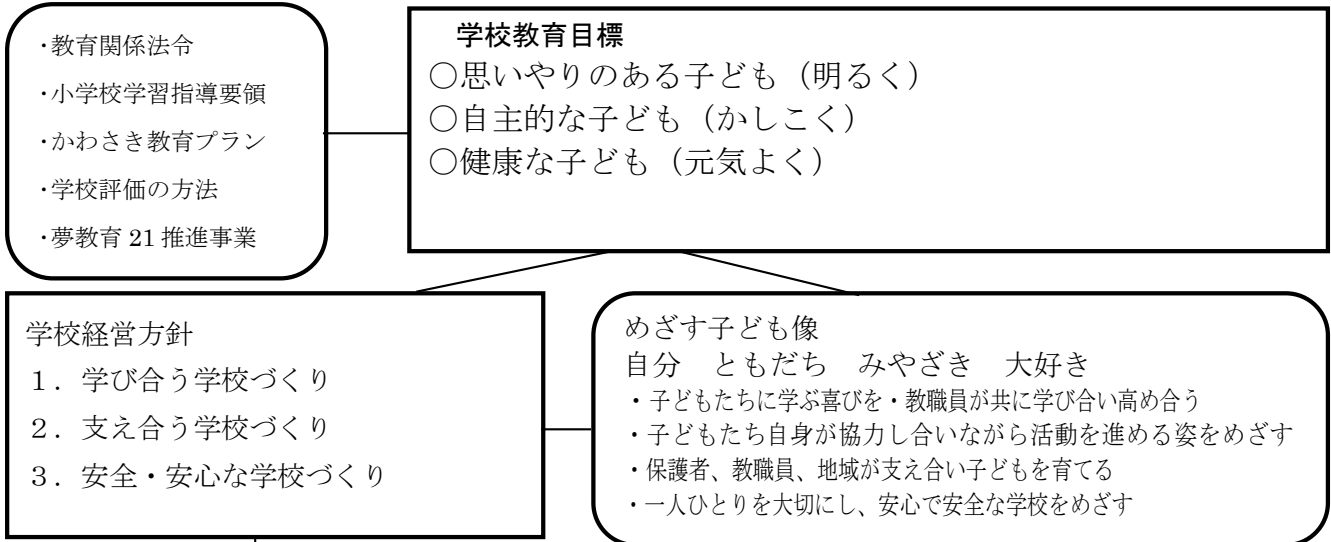 ・教育関係法令
・小学校学習指導要領
・かわさき教育プラン
・学校評価の方法
・夢教育 21 推進事業
学校教育目標
○思いやりのある子ども（明るく）
○自主的な子ども（かしこく）
○健康な子ども（元気よく）
学校経営方針
１．学び合う学校づくり
２．支え合う学校づくり
３．安全・安心な学校づくり
めざす子ども像
自分　ともだち　みやざき　大好き
・子どもたちに学ぶ喜びを・教職員が共に学び合い高め合う
・子どもたち自身が協力し合いながら活動を進める姿をめざす
・保護者、教職員、地域が支え合い子どもを育てる
・一人ひとりを大切にし、安心で安全な学校をめざす